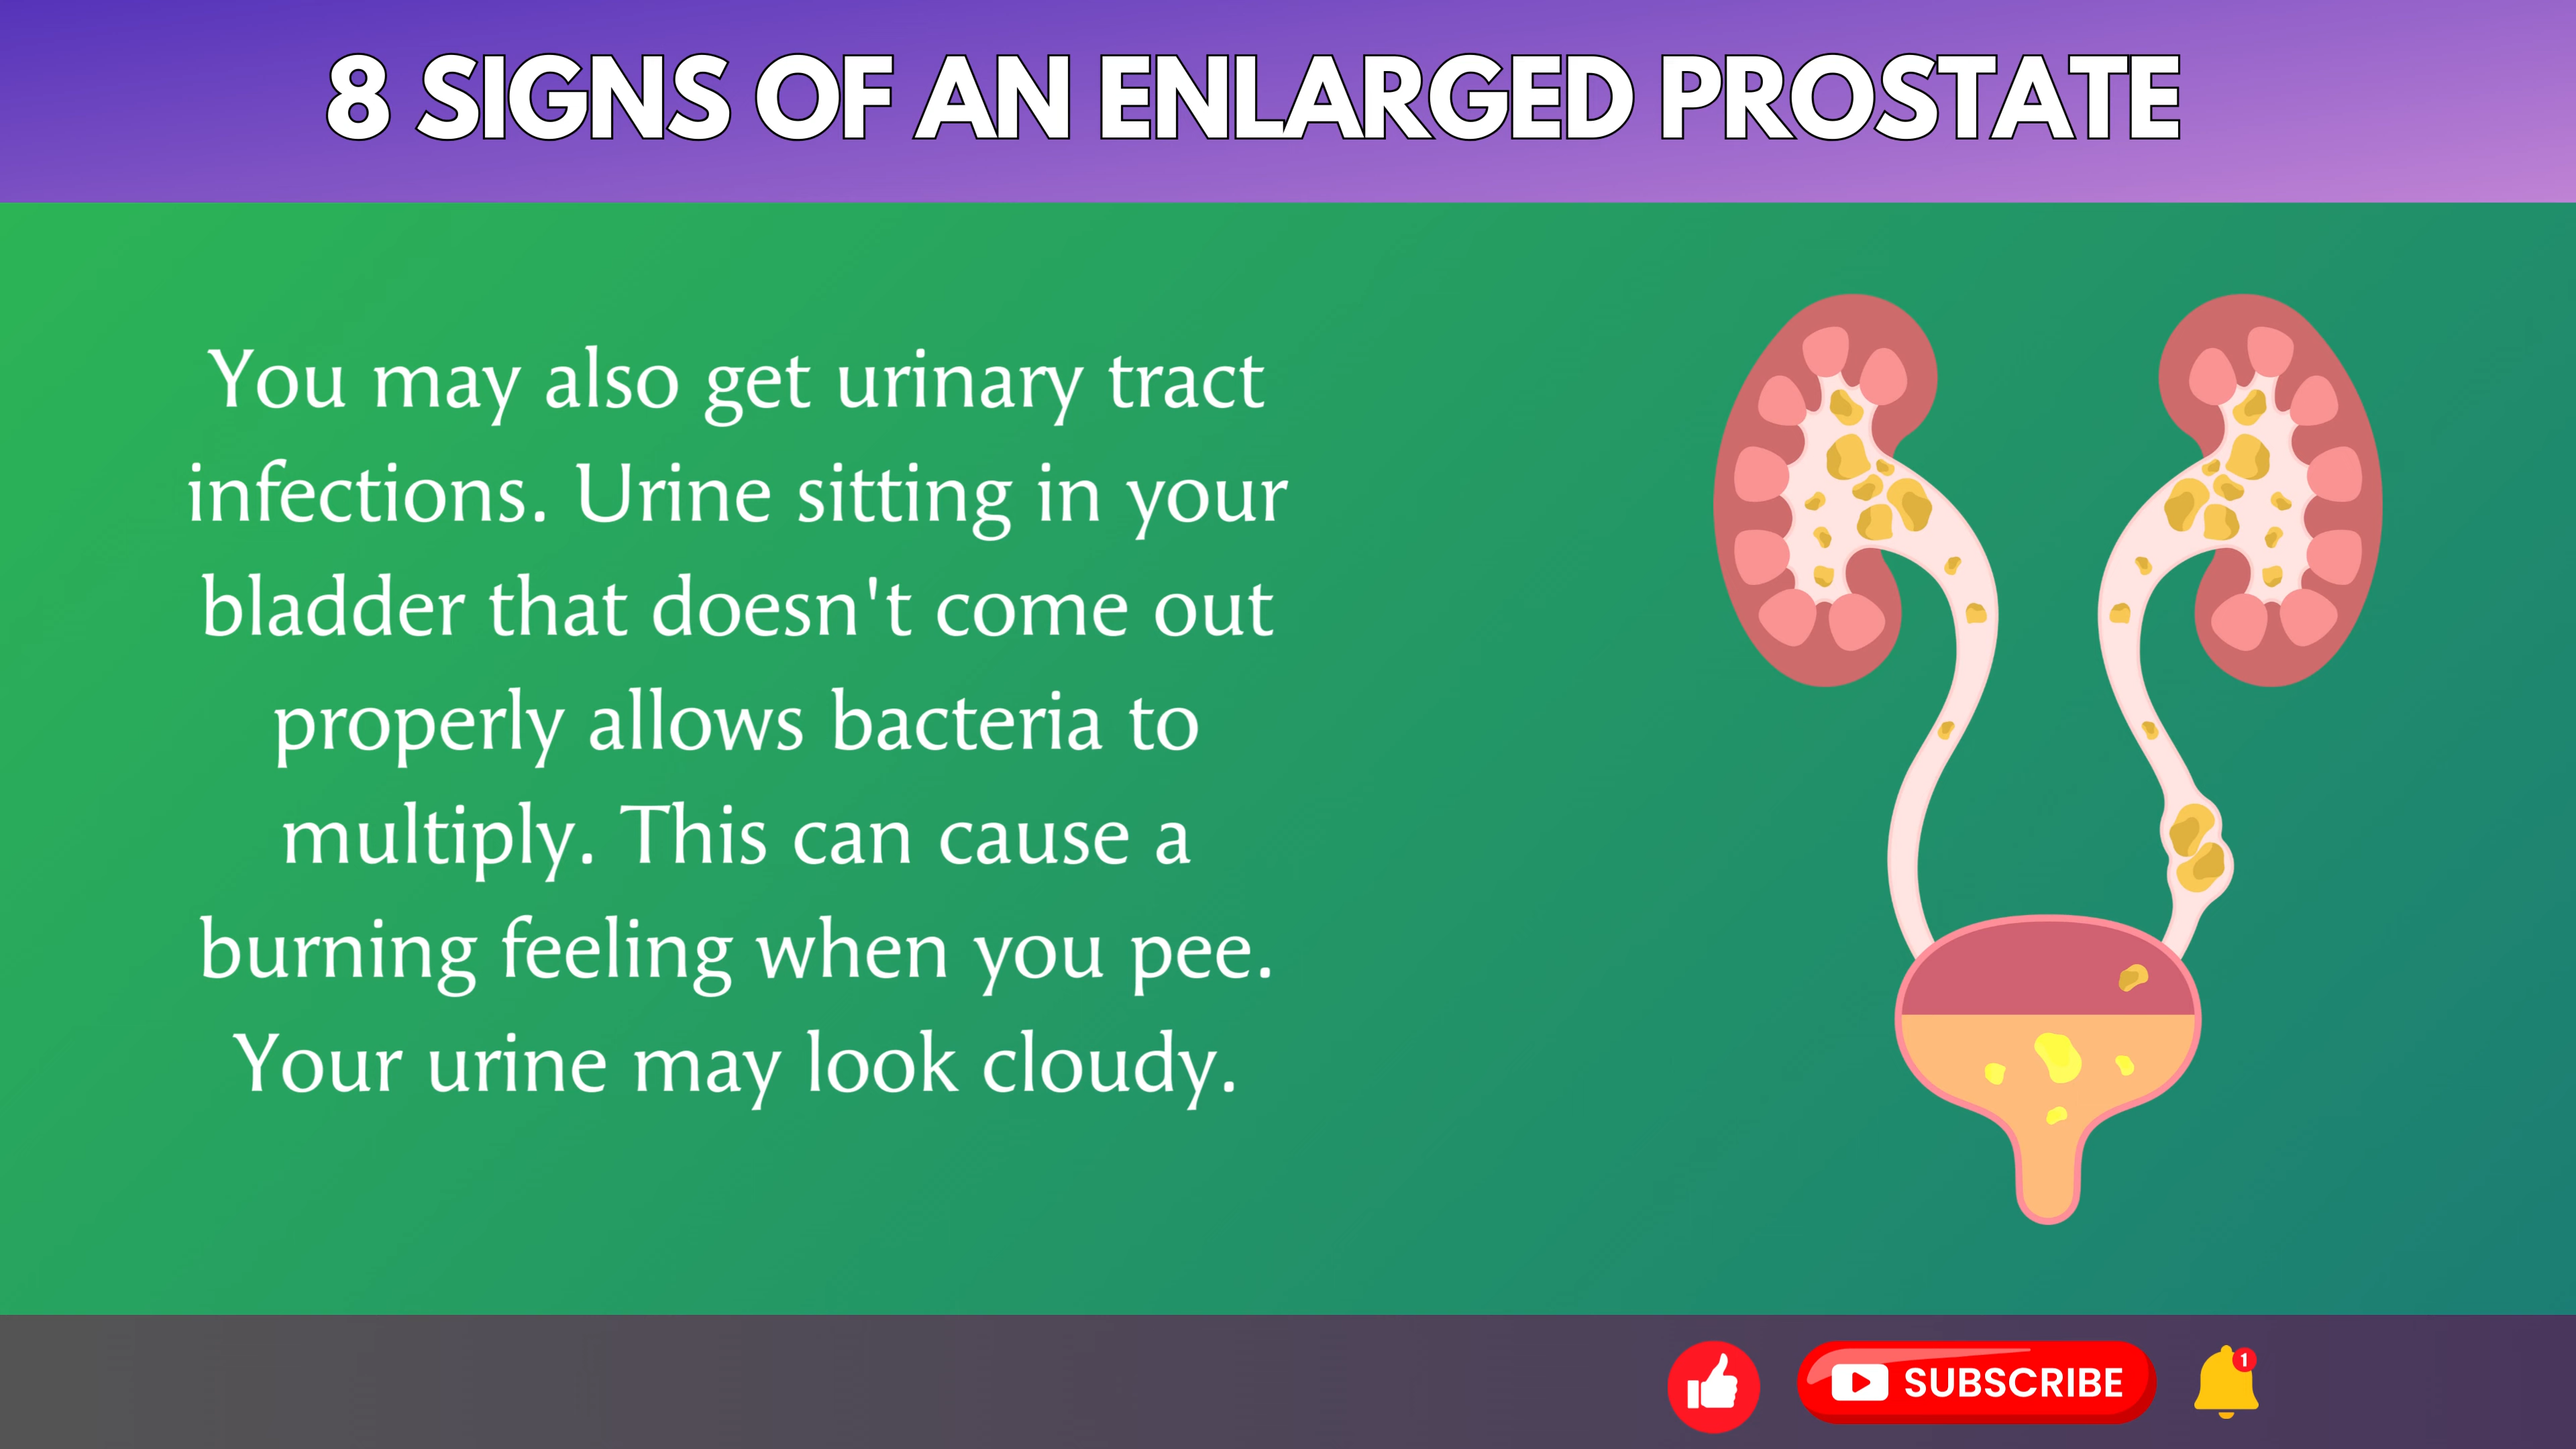 8 SIGNS OF AN ENLARGED PROSTATE
You may also get urinary tract
infections. Urine sitting in your
bladder that doesn't come out
properly allows bacteria to
multiply. This can cause a
burning feeling when you pee.
Your urine may look cloudy.
SUBSCRIBE
1